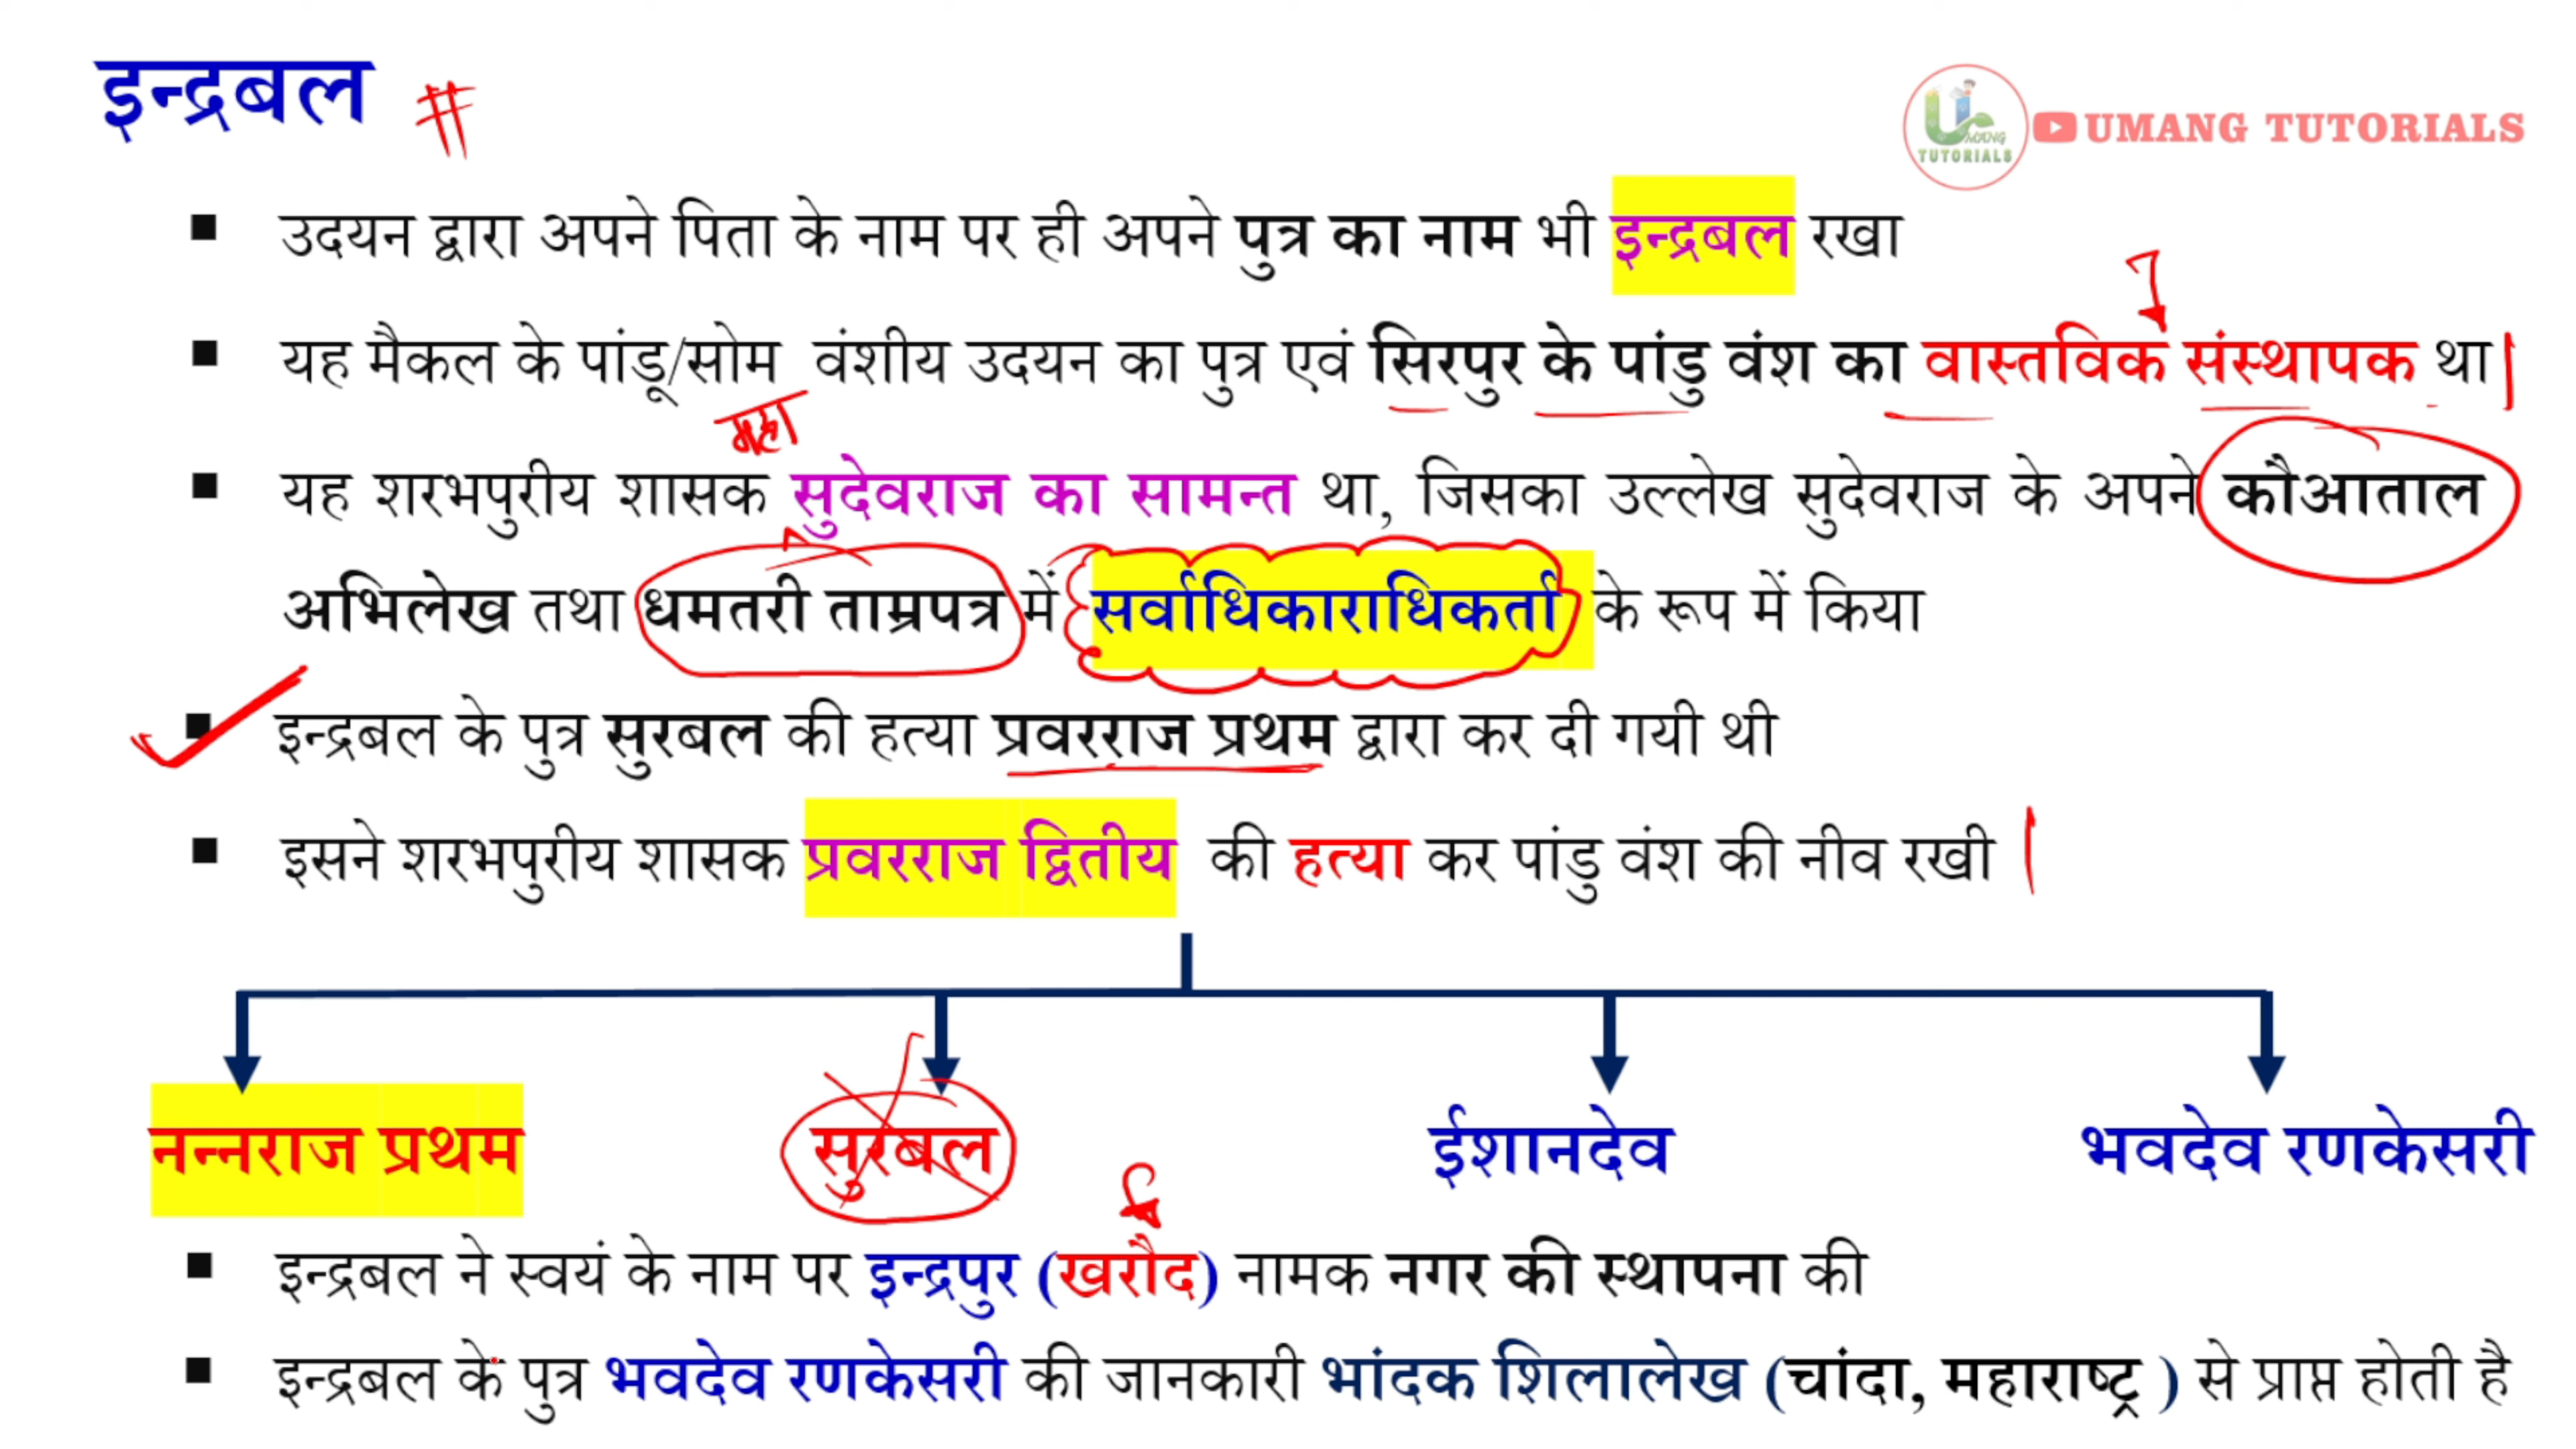 इन्द्रबल #
UMANG TUTORIALS
UMANG TUTORIALS
▪ उदयन द्वारा अपने पिता के नाम पर ही अपने पुत्र का नाम भी इन्द्रबल रखा
▪ यह मैकल के पांडू/सोम वंशीय उदयन का पुत्र एवं सिरपुर के पांडु वंश का वास्तविक संस्थापक था|
महा
▪ यह शरभपुरीय शासक सुदेवराज का सामन्त था, जिसका उल्लेख सुदेवराज के अपने कौआताल
अभिलेख तथा धमतरी ताम्रपत्र में सर्वाधिकाराधिकर्ता के रूप में किया
▪ इन्द्रबल के पुत्र सुरबल की हत्या प्रवरराज प्रथम द्वारा कर दी गयी थी
▪ इसने शरभपुरीय शासक प्रवरराज द्वितीय की हत्या कर पांडु वंश की नीव रखी |
नन्नराज प्रथम सुरबल ईशानदेव भवदेव रणकेसरी
▪ इन्द्रबल ने स्वयं के नाम पर इन्द्रपुर (खरौद) नामक नगर की स्थापना की
▪ इन्द्रबल के पुत्र भवदेव रणकेसरी की जानकारी भांदक शिलालेख (चांदा, महाराष्ट्र ) से प्राप्त होती है